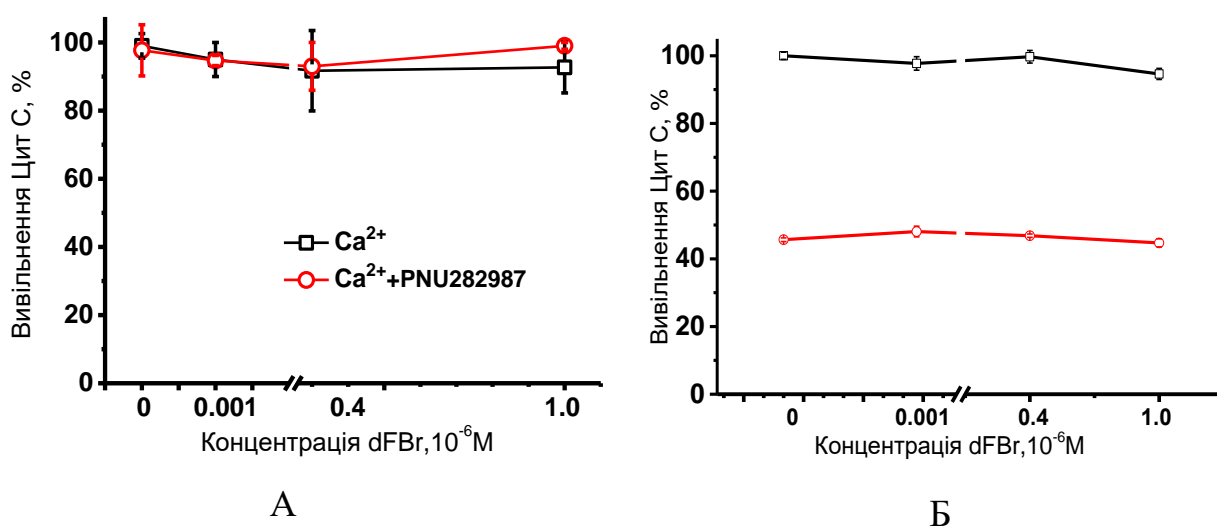 100
80
60
40
20
0
Вивільнення Цит С, %
Ca²⁺
Ca²⁺+PNU282987
0 0.001 0.4 1.0
Концентрація dFBr,10⁻⁶М
А
100
80
60
40
20
0
Вивільнення Цит С, %
0 0.001 0.4 1.0
Концентрація dFBr,10⁻⁶М
Б